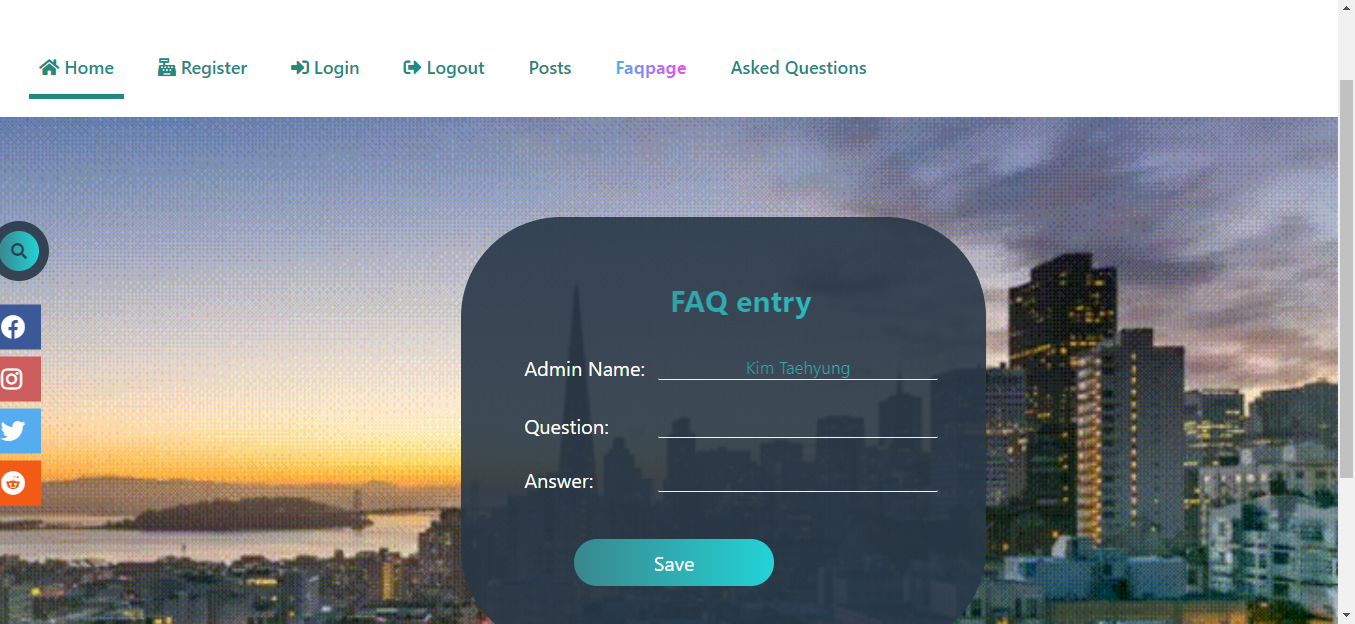 Home Register Login Logout Posts Faqpage Asked Questions
FAQ entry
Admin Name: Kim Taehyung
Question:
Answer:
Save